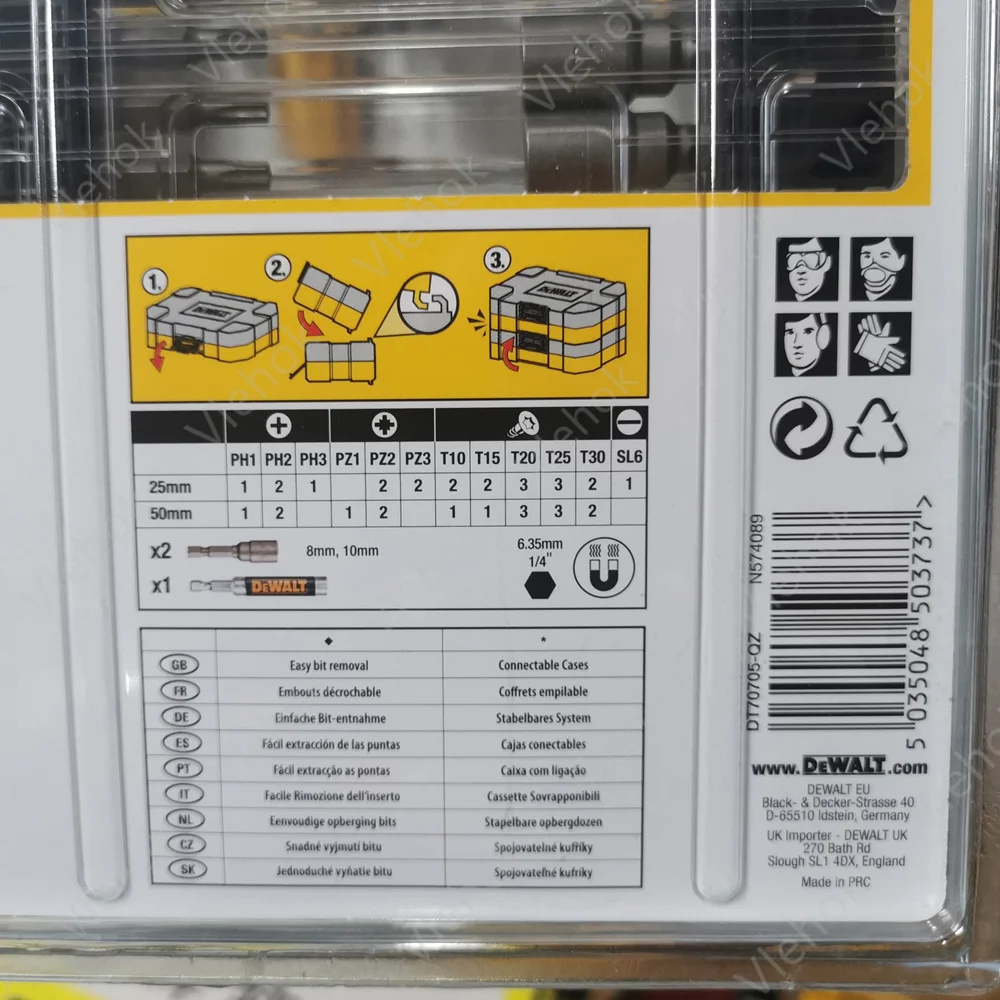 1.
2.
3.
DEWALT
PH1 PH2 PH3 PZ1 PZ2 PZ3 T10 T15 T20 T25 T30 SL6
25mm 1 2 1 2 2 2 2 3 3 2 1
50mm 1 2 1 2 1 1 3 3 2
x2 8mm, 10mm
6.35mm
1/4"
x1 DEWALT
◆ *
GB Easy bit removal Connectable Cases
FR Embouts décrochable Coffrets empilable
DE Einfache Bit-entnahme Stabelbares System
ES Fácil extracción de las puntas Cajas conectables
PT Fácil extracção as pontas Caixa com ligação
IT Facile Rimozione dell'inserto Cassette Sovrapponibili
NL Eenvoudige opberging bits Stapelbare opbergdozen
CZ Snadné vyjmutí bitu Spojovatelné kufříky
SK Jednoduché vyňatie bitu Spojovateľné kufríky
DT70705-QZ N574089
5 035048 503737 >
www.DEWALT.com
DEWALT EU
Black- & Decker-Strasse 40
D-65510 Idstein, Germany
UK Importer - DEWALT UK
270 Bath Rd
Slough SL1 4DX, England
Made in PRC
Vlehok